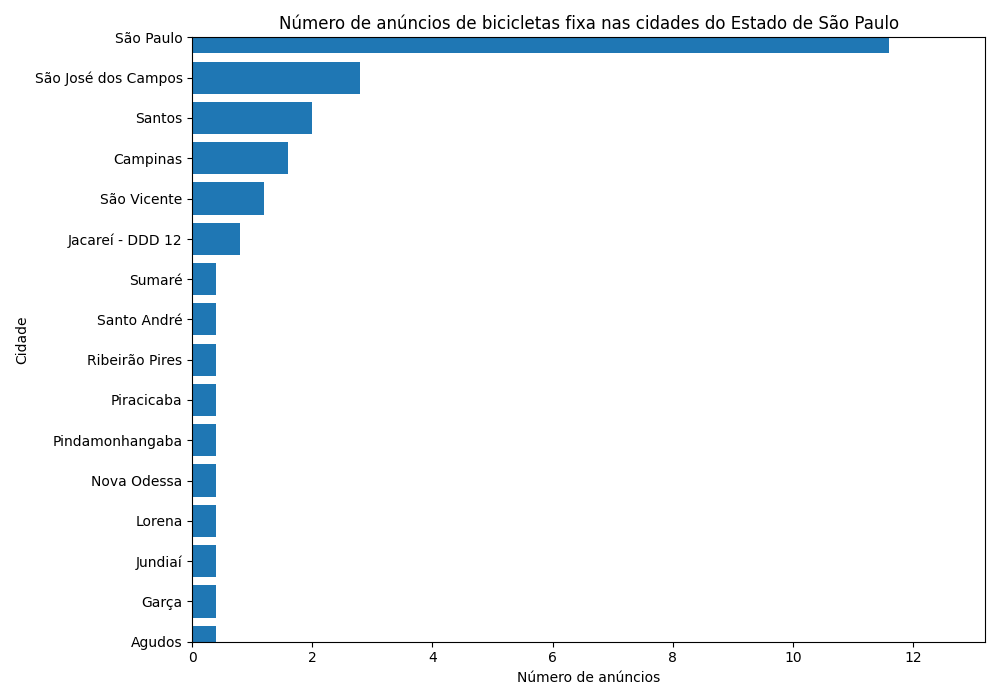 Número de anúncios de bicicletas fixa nas cidades do Estado de São Paulo
São Paulo
São José dos Campos
Santos
Campinas
São Vicente
Jacareí - DDD 12
Sumaré
Santo André
Ribeirão Pires
Piracicaba
Pindamonhangaba
Nova Odessa
Lorena
Jundiaí
Garça
Agudos
Cidade
0 2 4 6 8 10 12
Número de anúncios